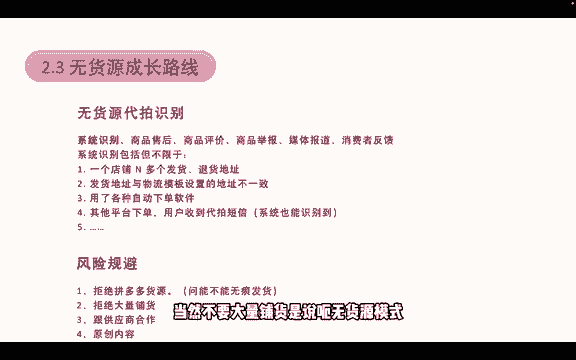 2.3 无货源成长路线
无货源代拍识别
系统识别、商品售后、商品评价、商品举报、媒体报道、消费者反馈
系统识别包括但不限于：
1. 一个店铺 N 多个发货、退货地址
2. 发货地址与物流模板设置的地址不一致
3. 用了各种自动下单软件
4. 其他平台下单，用户收到代拍短信（系统也能识别到）
5. ......
风险规避
1、拒绝拼多多货源。（问能不能无痕发货）
2、拒绝大量铺货
3、跟供应商合作
4、原创内容
当然不要大量铺货是说呃无货源模式